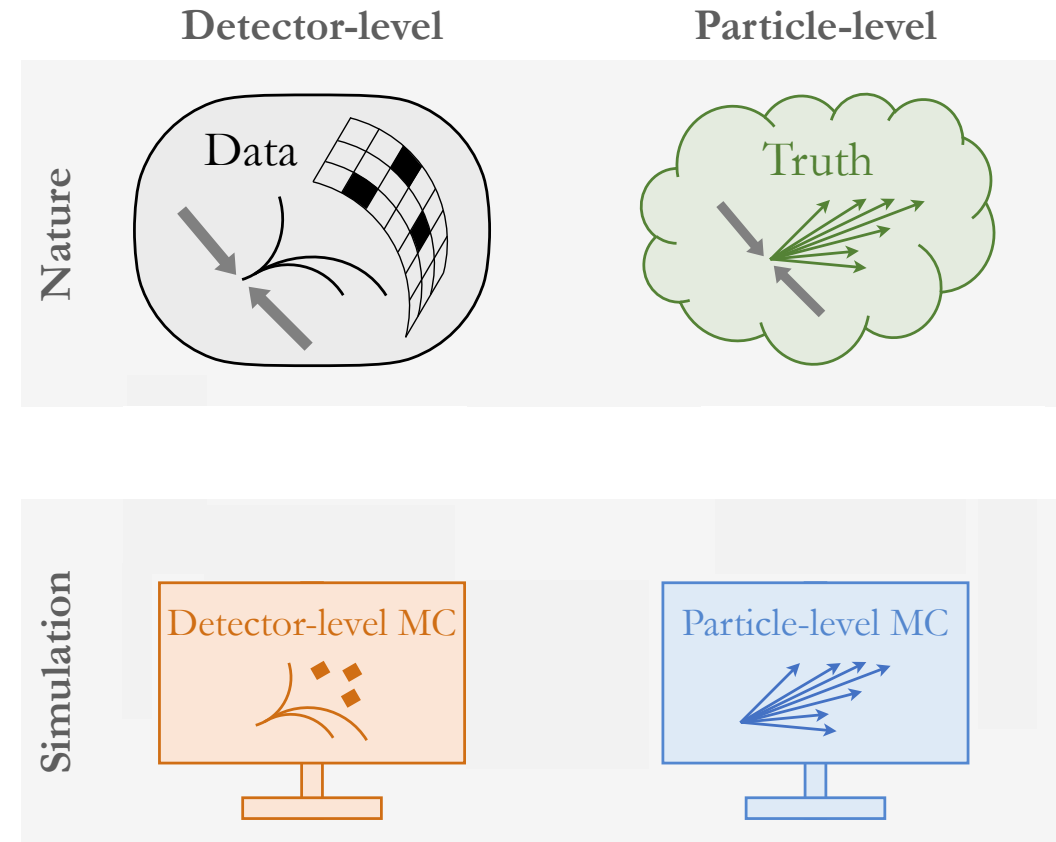 Detector-level
Particle-level
Nature
Data
Truth
Simulation
Detector-level MC
Particle-level MC